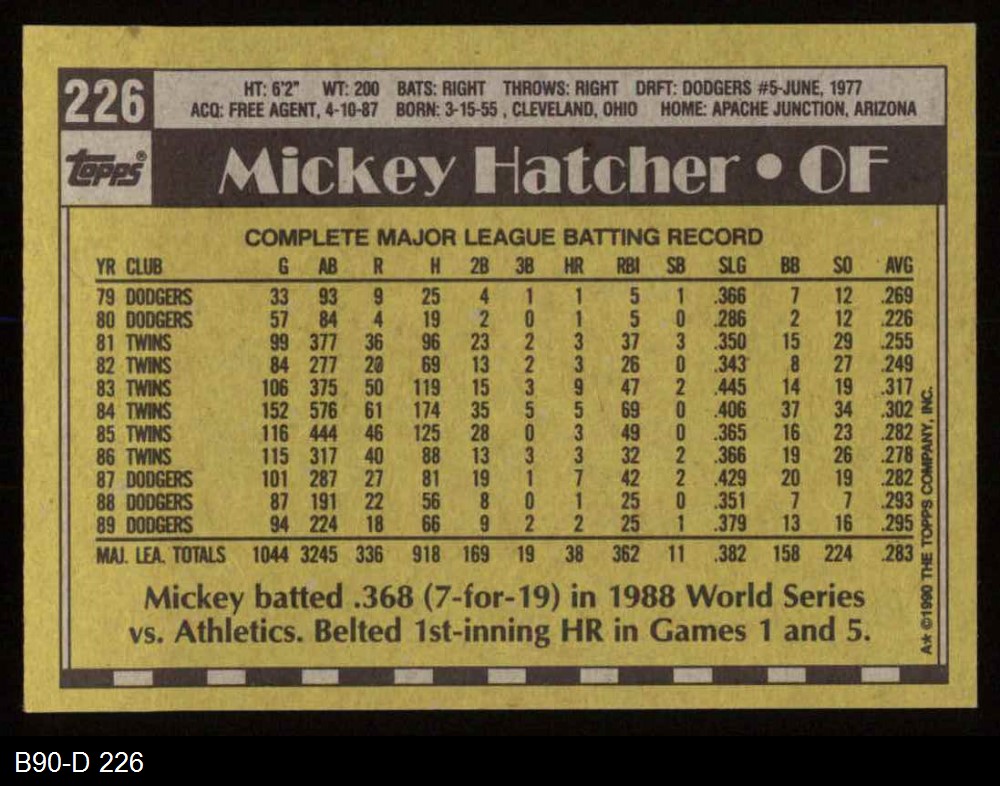 226
HT: 6'2" WT: 200 BATS: RIGHT THROWS: RIGHT DRFT: DODGERS #5-JUNE, 1977
ACQ: FREE AGENT, 4-10-87 BORN: 3-15-55 , CLEVELAND, OHIO HOME: APACHE JUNCTION, ARIZONA
topps® Mickey Hatcher • OF
COMPLETE MAJOR LEAGUE BATTING RECORD
YR CLUB G AB R H 2B 3B HR RBI SB SLG BB SO AVG
79 DODGERS 33 93 9 25 4 1 1 5 1 .366 7 12 .269
80 DODGERS 57 84 4 19 2 0 1 5 0 .286 2 12 .226
81 TWINS 99 377 36 96 23 2 3 37 3 .350 15 29 .255
82 TWINS 84 277 23 69 13 2 3 26 0 .343 8 27 .249
83 TWINS 106 375 50 119 15 3 9 47 2 .445 14 19 .317
84 TWINS 152 576 61 174 35 5 5 69 0 .406 37 34 .302
85 TWINS 116 444 46 125 28 0 3 49 0 .365 16 23 .282
86 TWINS 115 317 40 88 13 3 3 32 2 .366 19 26 .278
87 DODGERS 101 287 27 81 19 1 7 42 2 .429 20 19 .282
88 DODGERS 87 191 22 56 8 0 1 25 0 .351 7 7 .293
89 DODGERS 94 224 18 66 9 2 2 25 1 .379 13 16 .295
MAJ. LEA. TOTALS 1044 3245 336 918 169 19 38 362 11 .382 158 224 .283
Mickey batted .368 (7-for-19) in 1988 World Series
vs. Athletics. Belted 1st-inning HR in Games 1 and 5.
A* ©1990 THE TOPPS COMPANY, INC.
B90-D 226